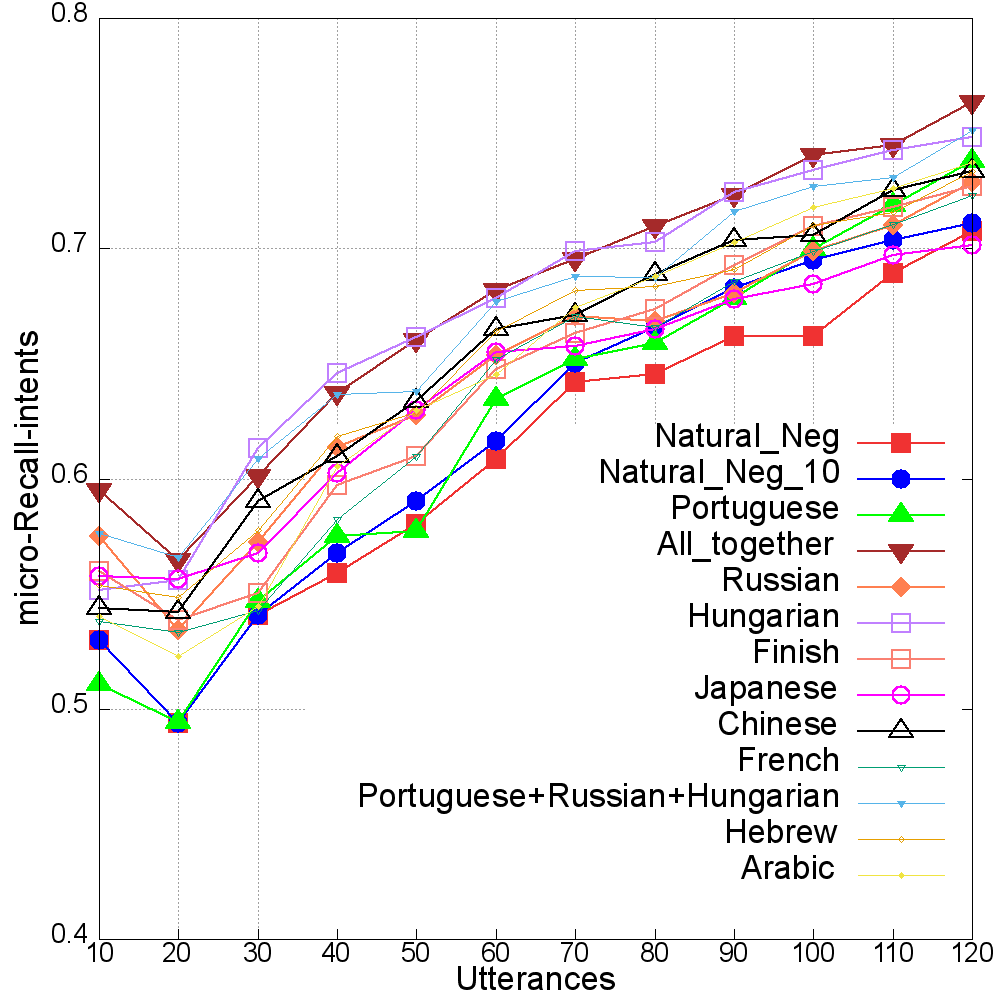 0.8
0.7
0.6
0.5
0.4
micro-Recall-intents
Natural_Neg
Natural_Neg_10
Portuguese
All_together
Russian
Hungarian
Finish
Japanese
Chinese
French
Portuguese+Russian+Hungarian
Hebrew
Arabic
10 20 30 40 50 60 70 80 90 100 110 120
Utterances